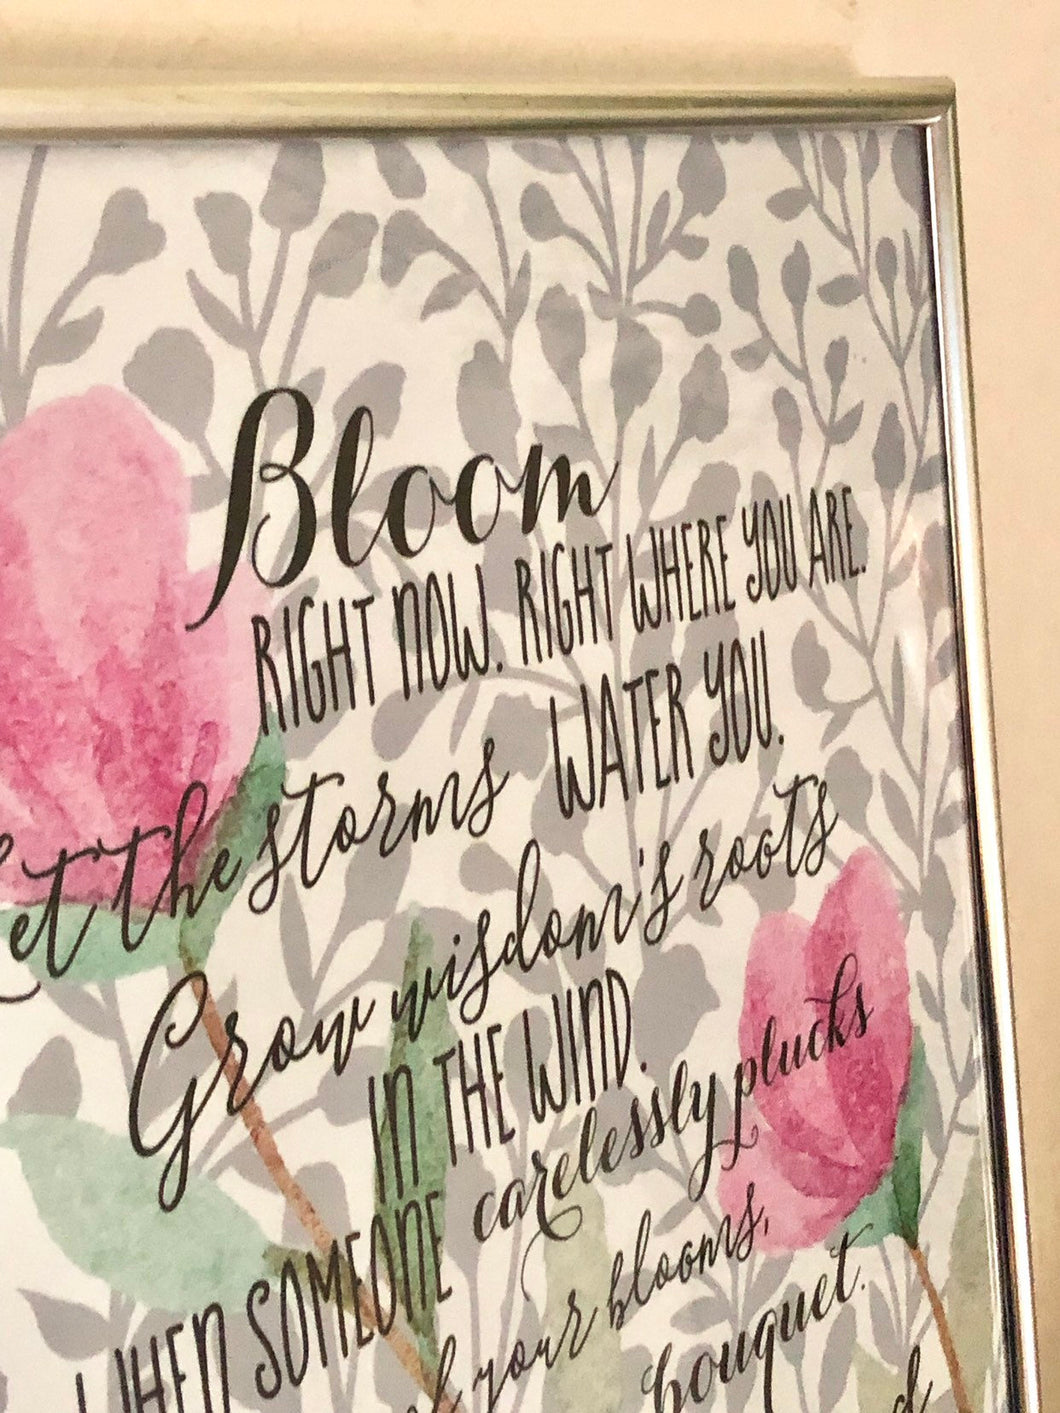 Bloom
RIGHT NOW. RIGHT WHERE YOU ARE.
et the storms WATER YOU.
Grow wisdom's roots
IN THE WIND.
WHEN SOMEONE carelessly plucks
your blooms,
bouquet.